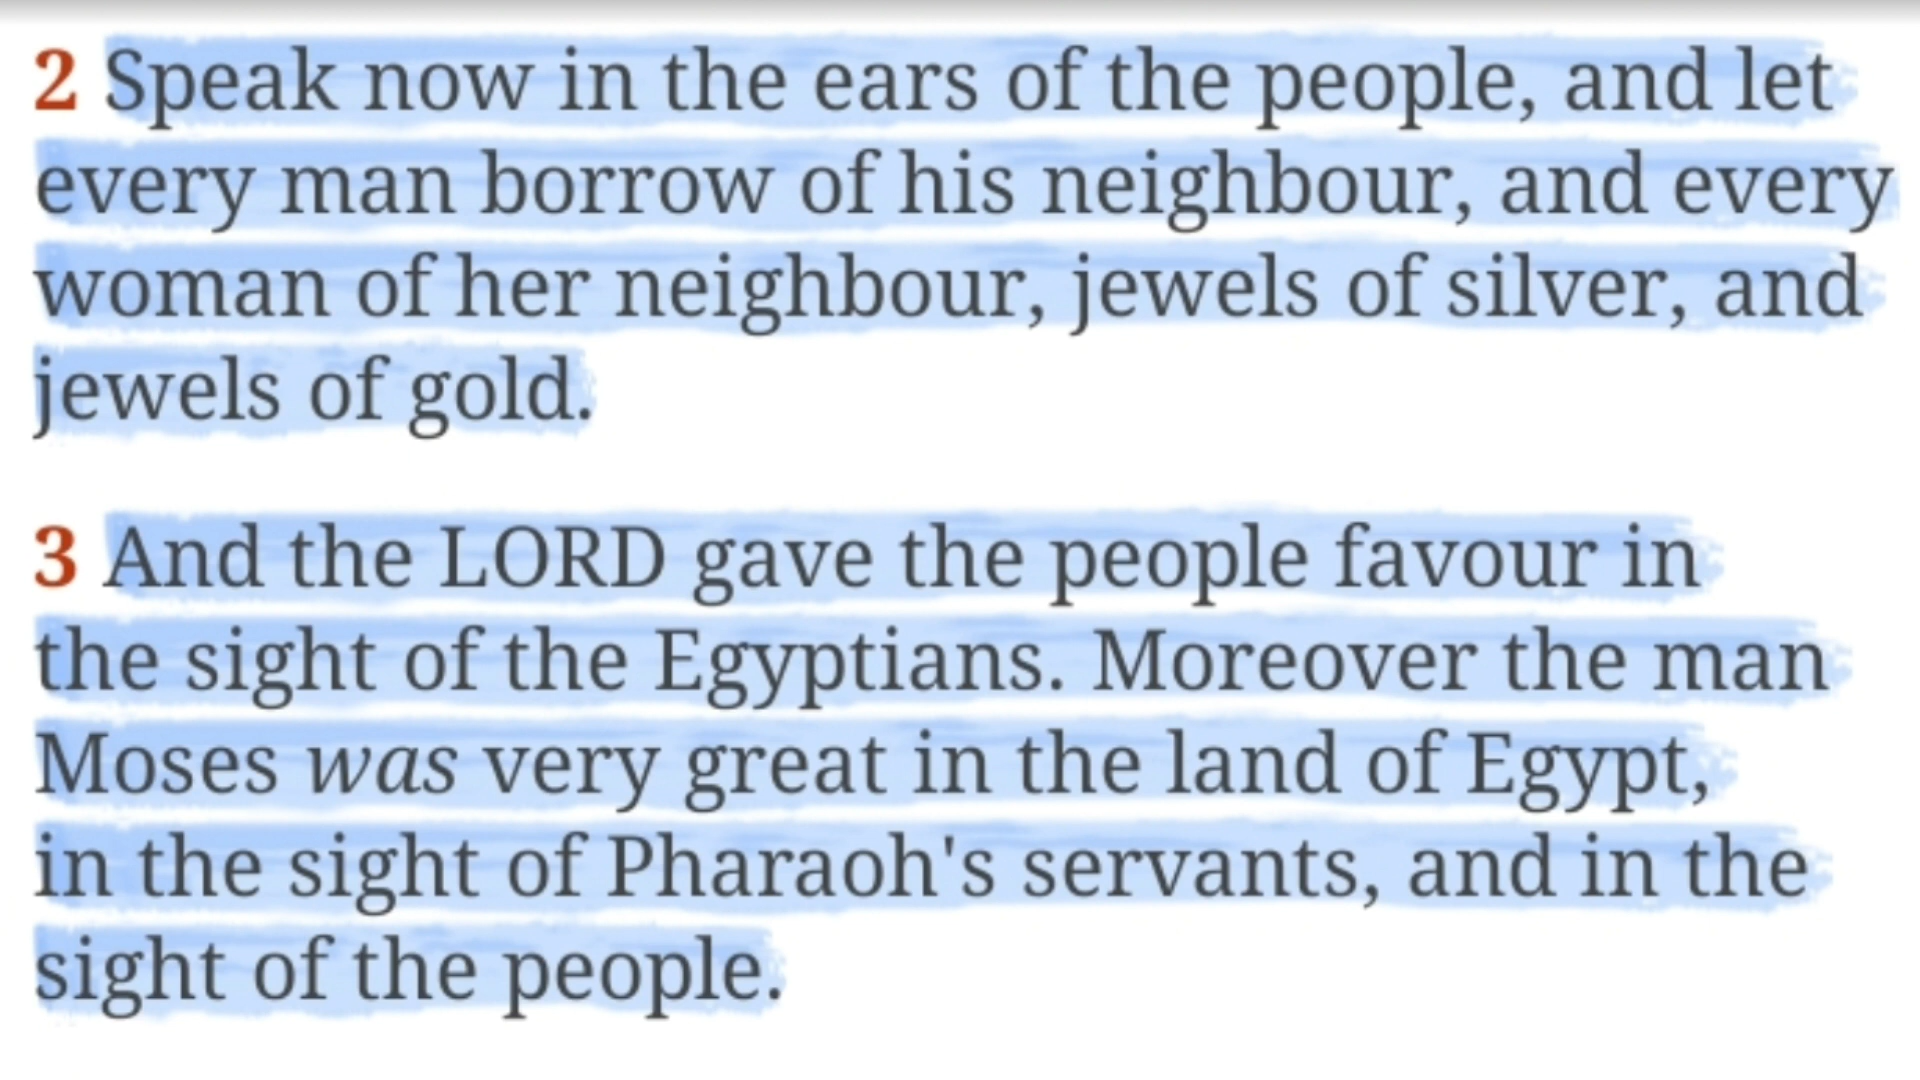 2 Speak now in the ears of the people, and let
every man borrow of his neighbour, and every
woman of her neighbour, jewels of silver, and
jewels of gold.
3 And the LORD gave the people favour in
the sight of the Egyptians. Moreover the man
Moses was very great in the land of Egypt,
in the sight of Pharaoh's servants, and in the
sight of the people.